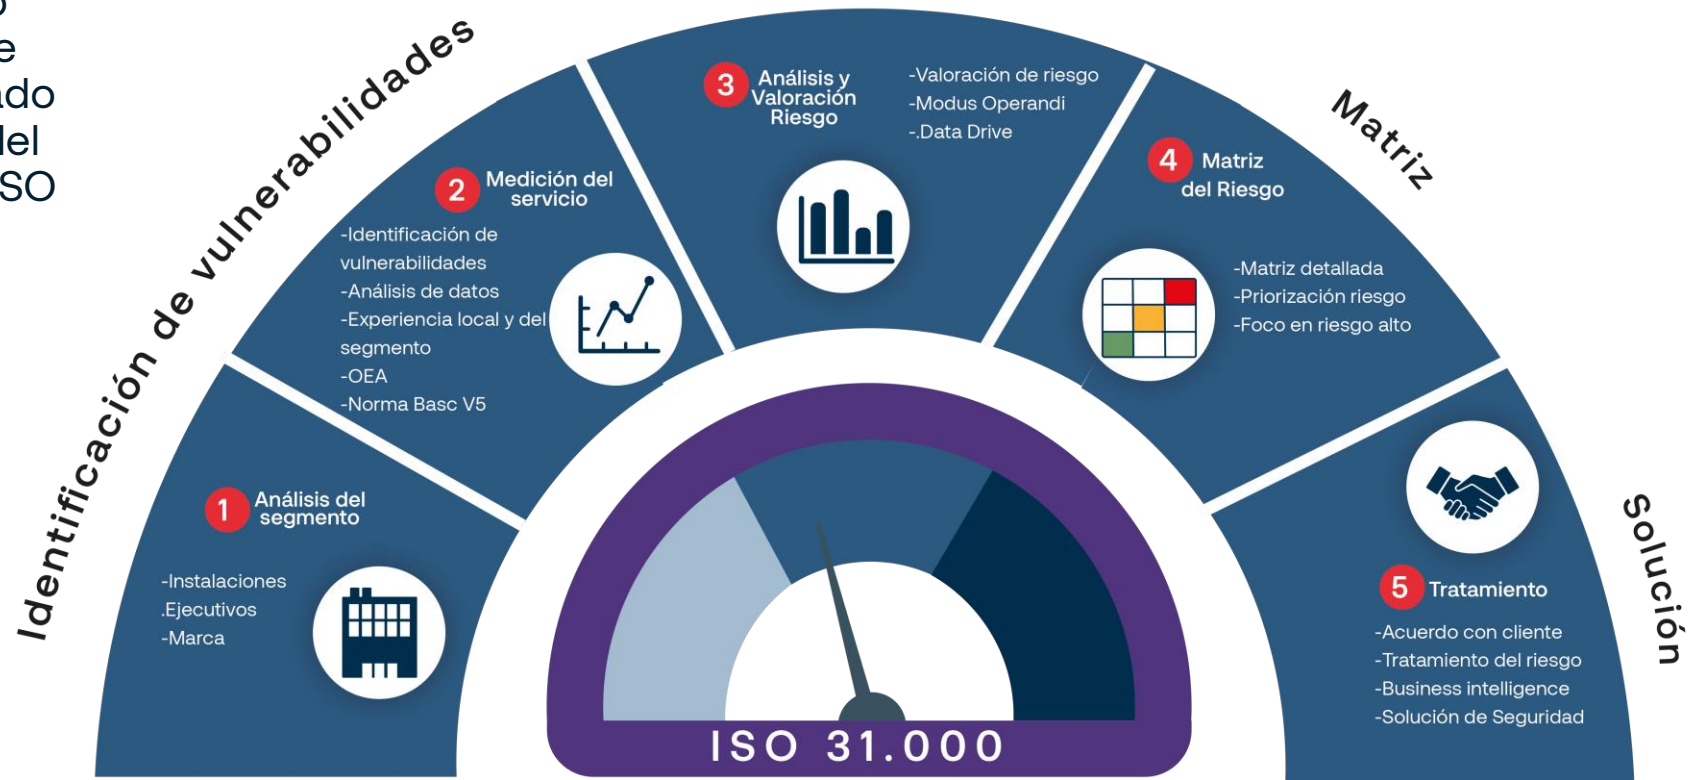 ado
del
SO
Identificación de vulnerabilidades
1 Análisis del
segmento
-Instalaciones
.Ejecutivos
-Marca
2 Medición del
servicio
-Identificación de
vulnerabilidades
-Análisis de datos
-Experiencia local y del
segmento
-OEA
-Norma Basc V5
3 Análisis y
Valoración
Riesgo
-Valoración de riesgo
-Modus Operandi
-.Data Drive
Matriz
4 Matriz
del Riesgo
-Matriz detallada
-Priorización riesgo
-Foco en riesgo alto
Solución
5 Tratamiento
-Acuerdo con cliente
-Tratamiento del riesgo
-Business intelligence
-Solución de Seguridad
ISO 31.000